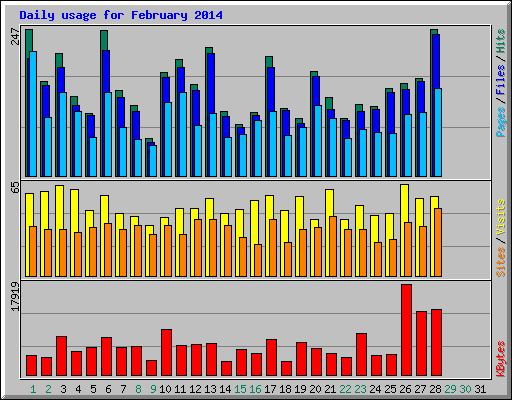 Daily usage for February 2014
247
Pages / Files / Hits
65
Sites / Visits
17919
KBytes
1 2 3 4 5 6 7 8 9 10 11 12 13 14 15 16 17 18 19 20 21 22 23 24 25 26 27 28 29 30 31